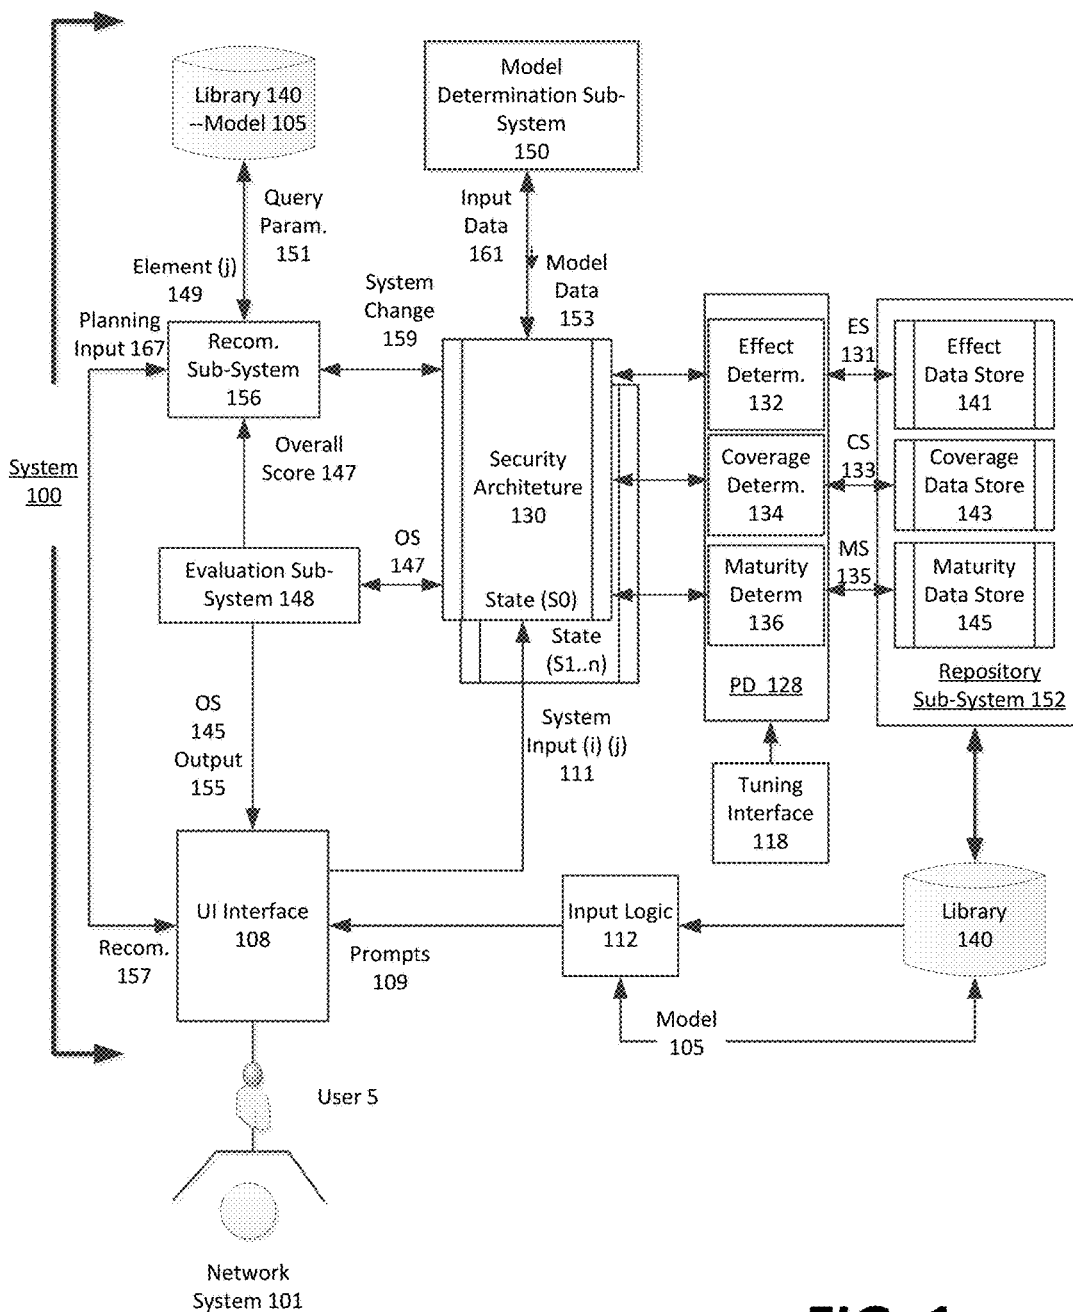 Library 140
--Model 105
Model
Determination Sub-
System
150
Query
Param.
151
Input
Data
161
Element (j)
149
System
Change
159
Model
Data
153
Planning
Input 167
Recom.
Sub-System
156
Effect
Determ.
132
ES
131
Effect
Data Store
141
Overall
Score 147
System
100
Security
Architeture
130
Coverage
Determ.
134
CS
133
Coverage
Data Store
143
Evaluation Sub-
System 148
OS
147
State (S0)
Maturity
Determ
136
MS
135
Maturity
Data Store
145
State
(S1..n)
PD 128
Repository
Sub-System 152
OS
145
Output
155
System
Input (i) (j)
111
Tuning
Interface
118
UI Interface
108
Input Logic
112
Library
140
Recom.
157
Prompts
109
Model
105
User 5
Network
System 101